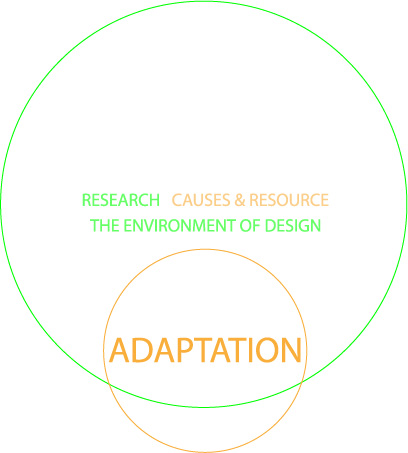 RESEARCH CAUSES & RESOURCE
THE ENVIRONMENT OF DESIGN
ADAPTATION